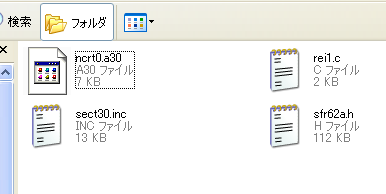 検索
フォルダ
ncrt0.a30
A30 ファイル
7 KB
rei1.c
C ファイル
2 KB
sect30.inc
INC ファイル
13 KB
sfr62a.h
H ファイル
112 KB